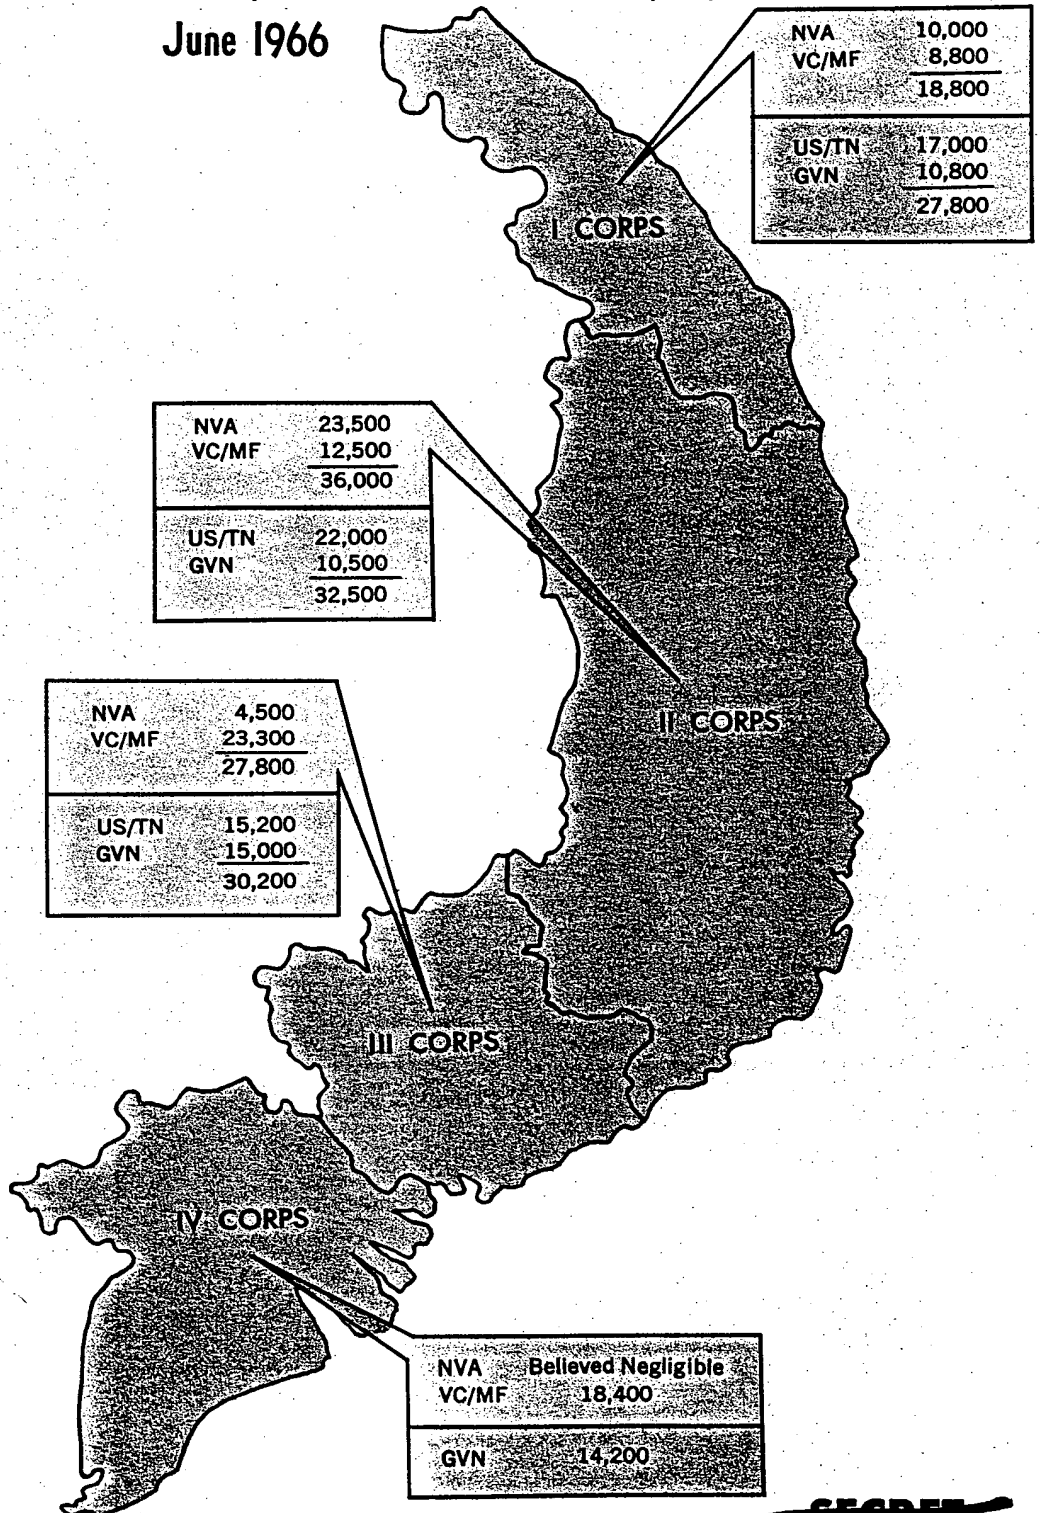 June 1966
NVA 10,000
VC/MF 8,800
18,800
US/TN 17,000
GVN 10,800
27,800
I CORPS
NVA 23,500
VC/MF 12,500
36,000
US/TN 22,000
GVN 10,500
32,500
II CORPS
NVA 4,500
VC/MF 23,300
27,800
US/TN 15,200
GVN 15,000
30,200
III CORPS
IV CORPS
NVA Believed Negligible
VC/MF 18,400
GVN 14,200
SECRET